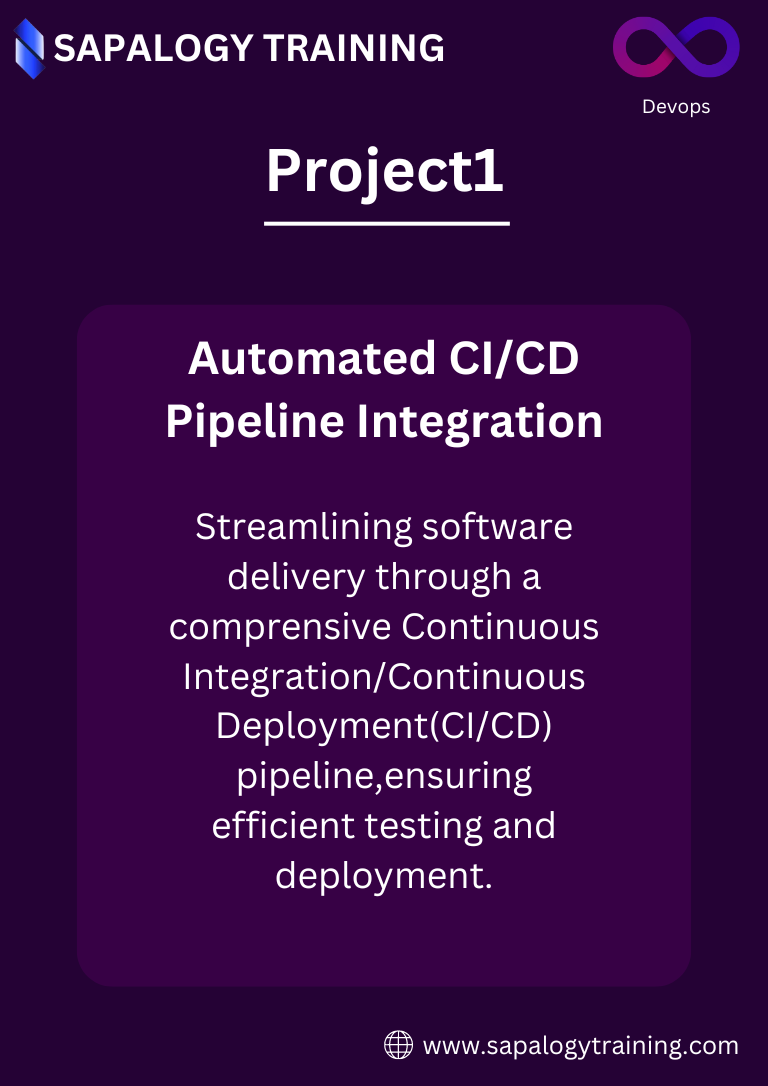 SAPALOGY TRAINING
Devops
Project1
Automated CI/CD
Pipeline Integration
Streamlining software
delivery through a
comprensive Continuous
Integration/Continuous
Deployment(CI/CD)
pipeline,ensuring
efficient testing and
deployment.
www.sapalogytraining.com